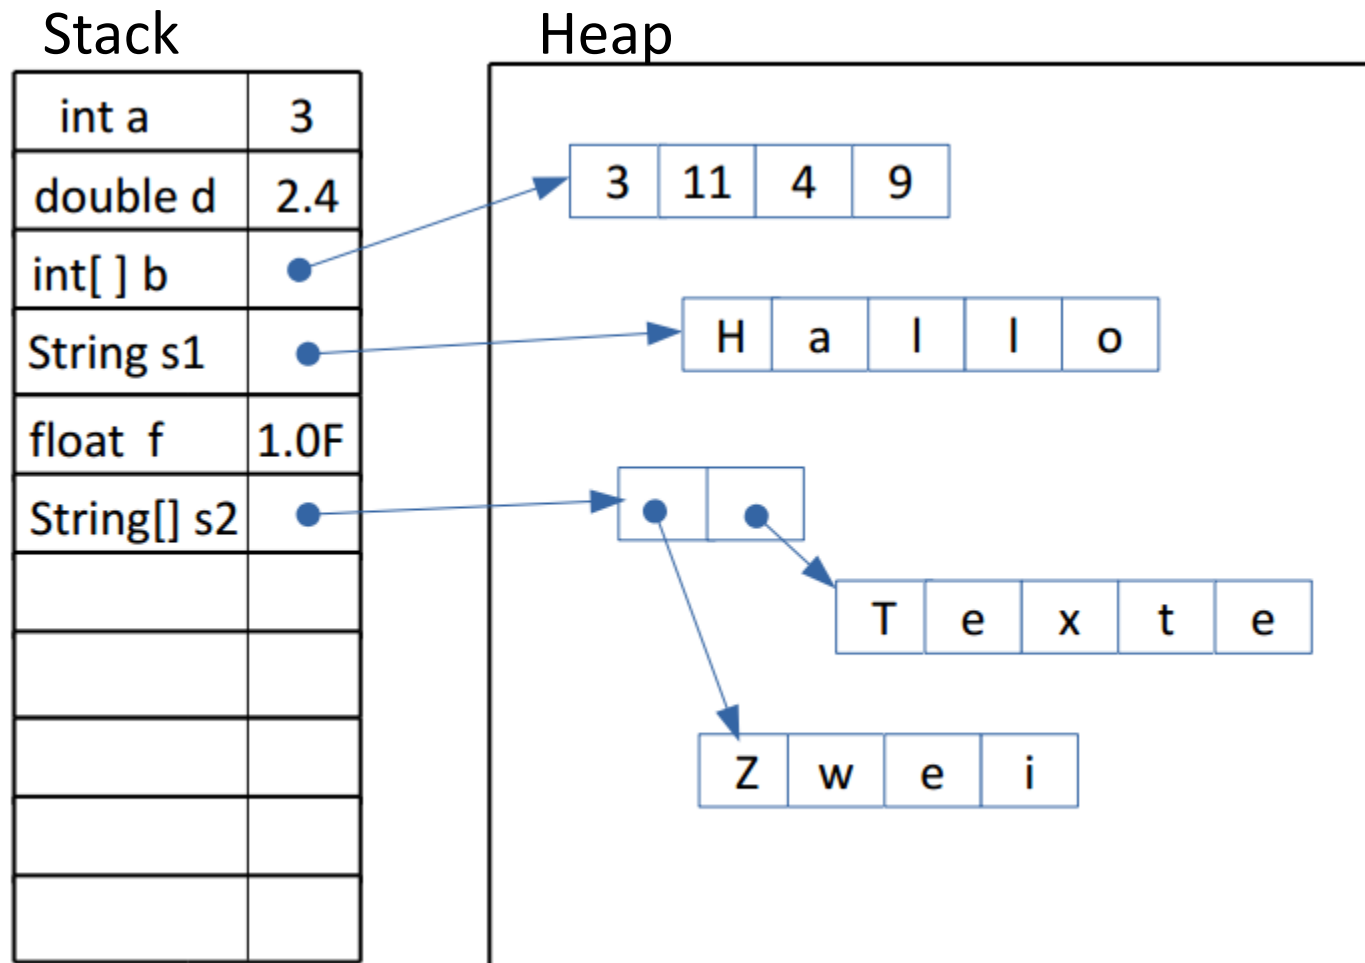 Stack
Heap
int a 3
double d 2.4
int[ ] b
String s1
float f 1.0F
String[] s2
3 11 4 9
H a l l o
T e x t e
Z w e i